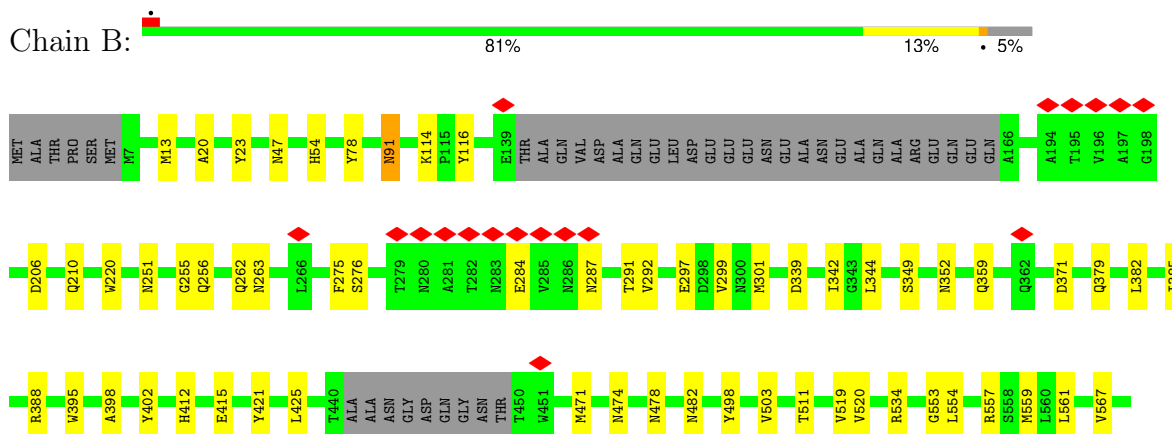 Chain B:
81% 13% • 5%
MET ALA THR PRO SER MET M7 M13 A20 Y23 N47 H54 Y78 N91 K114 P115 Y116 E139 THR ALA GLN VAL ASP ALA GLN GLU LEU ASP GLU GLU GLU ASN GLU ALA ASN GLU ALA GLN ALA ARG GLU GLN GLU GLN A166 A194 T195 V196 A197 G198
D206 Q210 W220 N251 G255 Q256 Q262 N263 L266 F275 S276 T279 N280 A281 T282 N283 E284 V285 N286 N287 T291 V292 E297 D298 V299 N300 M301 D339 I342 G343 L344 S349 N352 Q359 Q362 D371 Q379 L382
R388 W395 A398 Y402 H412 E415 Y421 L425 T440 ALA ALA ASN GLY ASP GLN GLY ASN THR T450 W451 M471 N474 N478 N482 Y498 V503 T511 V519 V520 R534 G553 L554 R557 S558 M559 L560 L561 V567